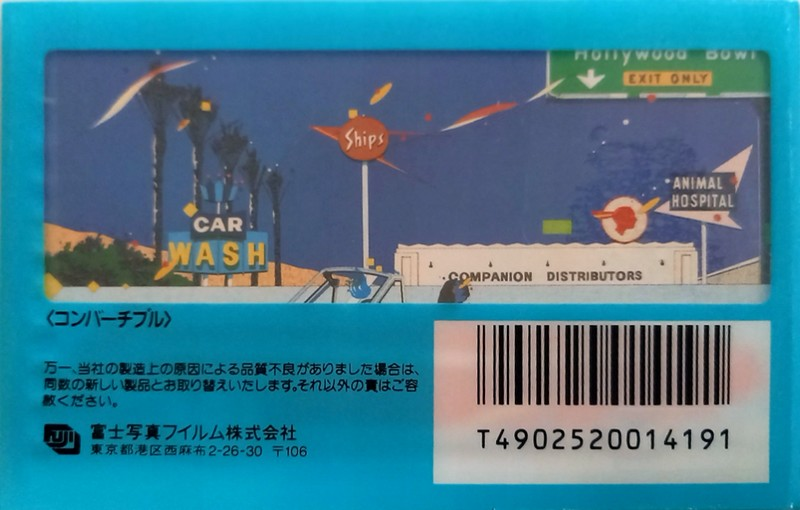 Hollywood Bowl
EXIT ONLY
Ships
ANIMAL
HOSPITAL
CAR
WASH
COMPANION DISTRIBUTORS
〈コンバーチブル〉
万一、当社の製造上の原因による品質不良がありました場合は、
同数の新しい製品とお取り替えいたします。それ以外の責はご容
赦ください。
FUJI
富士写真フイルム株式会社
東京都港区西麻布2-26-30 〒106
T4902520014191